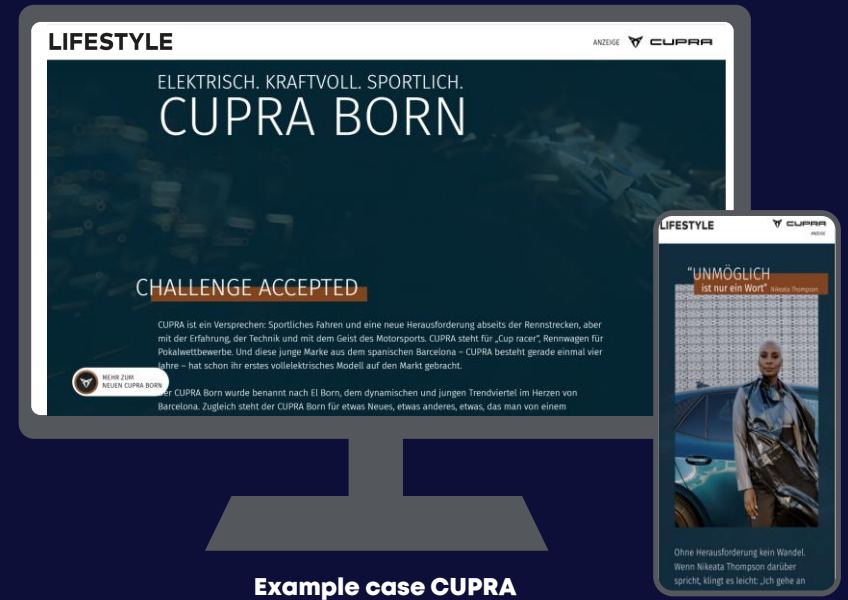 LIFESTYLE
ANZEIGE CUPRA
ELEKTRISCH. KRAFTVOLL. SPORTLICH.
CUPRA BORN
CHALLENGE ACCEPTED
CUPRA ist ein Versprechen: Sportliches Fahren und eine neue Herausforderung abseits der Rennstrecken, aber
mit der Erfahrung, der Technik und mit dem Geist des Motorsports. CUPRA steht für „Cup racer“, Rennwagen für
Pokalwettbewerbe. Und diese junge Marke aus dem spanischen Barcelona – CUPRA besteht gerade einmal vier
Jahre – hat schon ihr erstes vollelektrisches Modell auf den Markt gebracht.
MEHR ZUM
NEUEN CUPRA BORN
er CUPRA Born wurde benannt nach El Born, dem dynamischen und jungen Trendviertel im Herzen von
Barcelona. Zugleich steht der CUPRA Born für etwas Neues, etwas anderes, etwas, das man von einem
LIFESTYLE
CUPRA
ANZEIGE
“UNMÖGLICH
ist nur ein Wort” Nikeata Thompson
Ohne Herausforderung kein Wandel.
Wenn Nikeata Thompson darüber
spricht, klingt es leicht: „Ich gehe an
Example case CUPRA